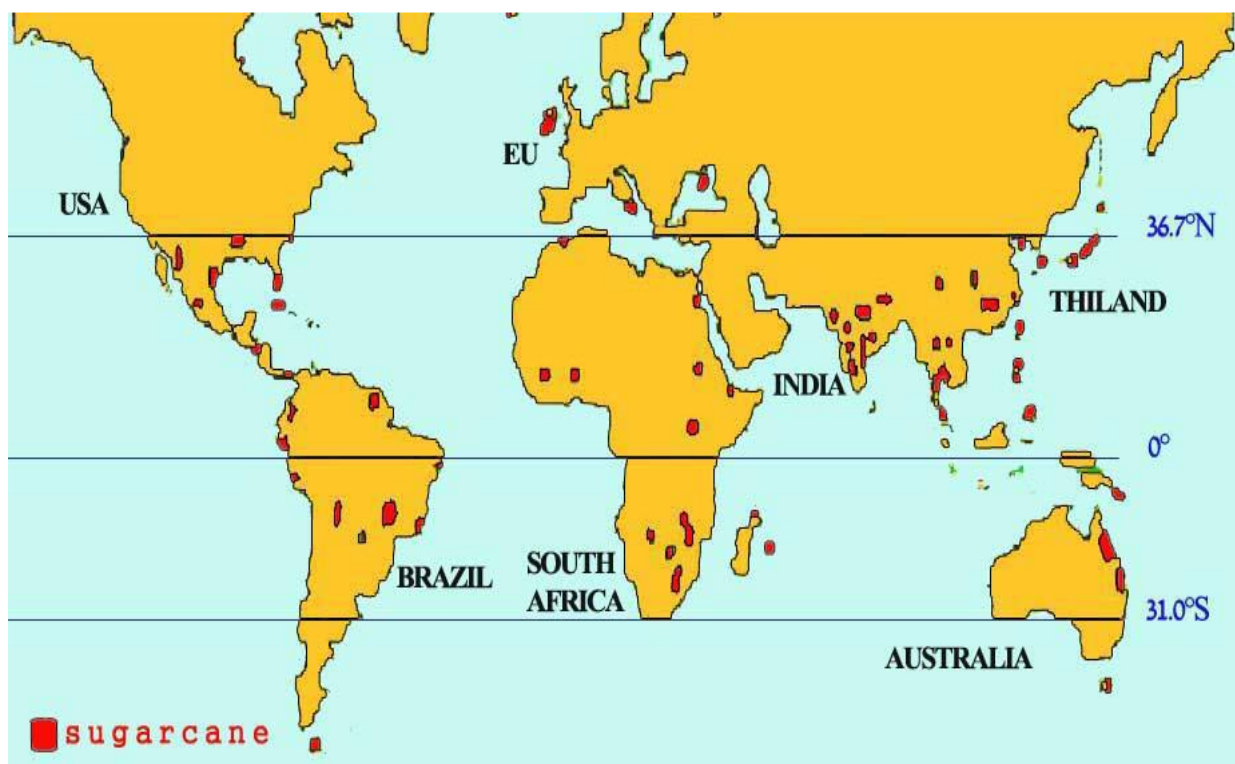 EU
USA
36.7°N
THILAND
INDIA
0°
SOUTH
AFRICA
BRAZIL
31.0°S
AUSTRALIA
sugarcane